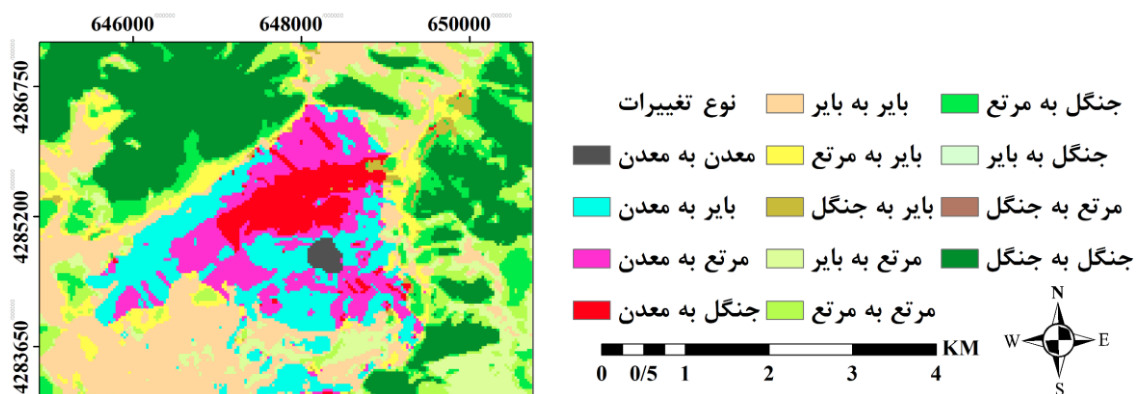 646000 648000 650000
4286750
4285200
4283650
نوع تغییرات
معدن به معدن
بایر به معدن
مرتع به معدن
جنگل به معدن
بایر به بایر
بایر به مرتع
بایر به جنگل
مرتع به بایر
مرتع به مرتع
جنگل به مرتع
جنگل به بایر
مرتع به جنگل
جنگل به جنگل
KM
0 0/5 1 2 3 4
N
W E
S